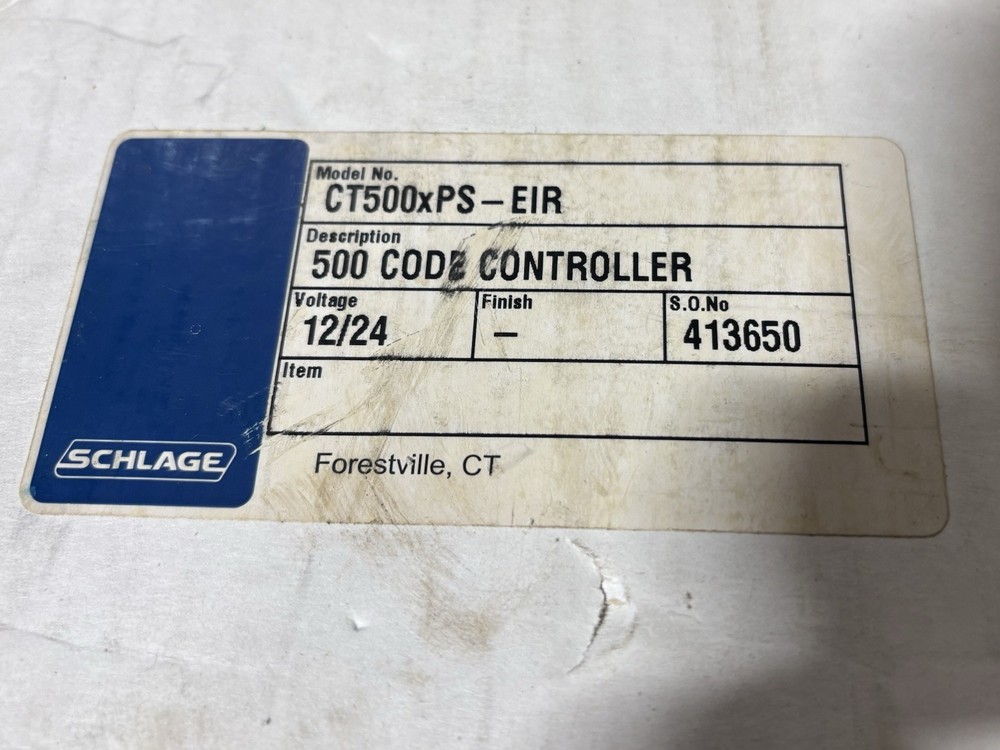 Model No.
CT500xPS-EIR
Description
500 CODE CONTROLLER
Voltage
12/24
Finish
-
S.O.No
413650
Item
SCHLAGE
Forestville, CT